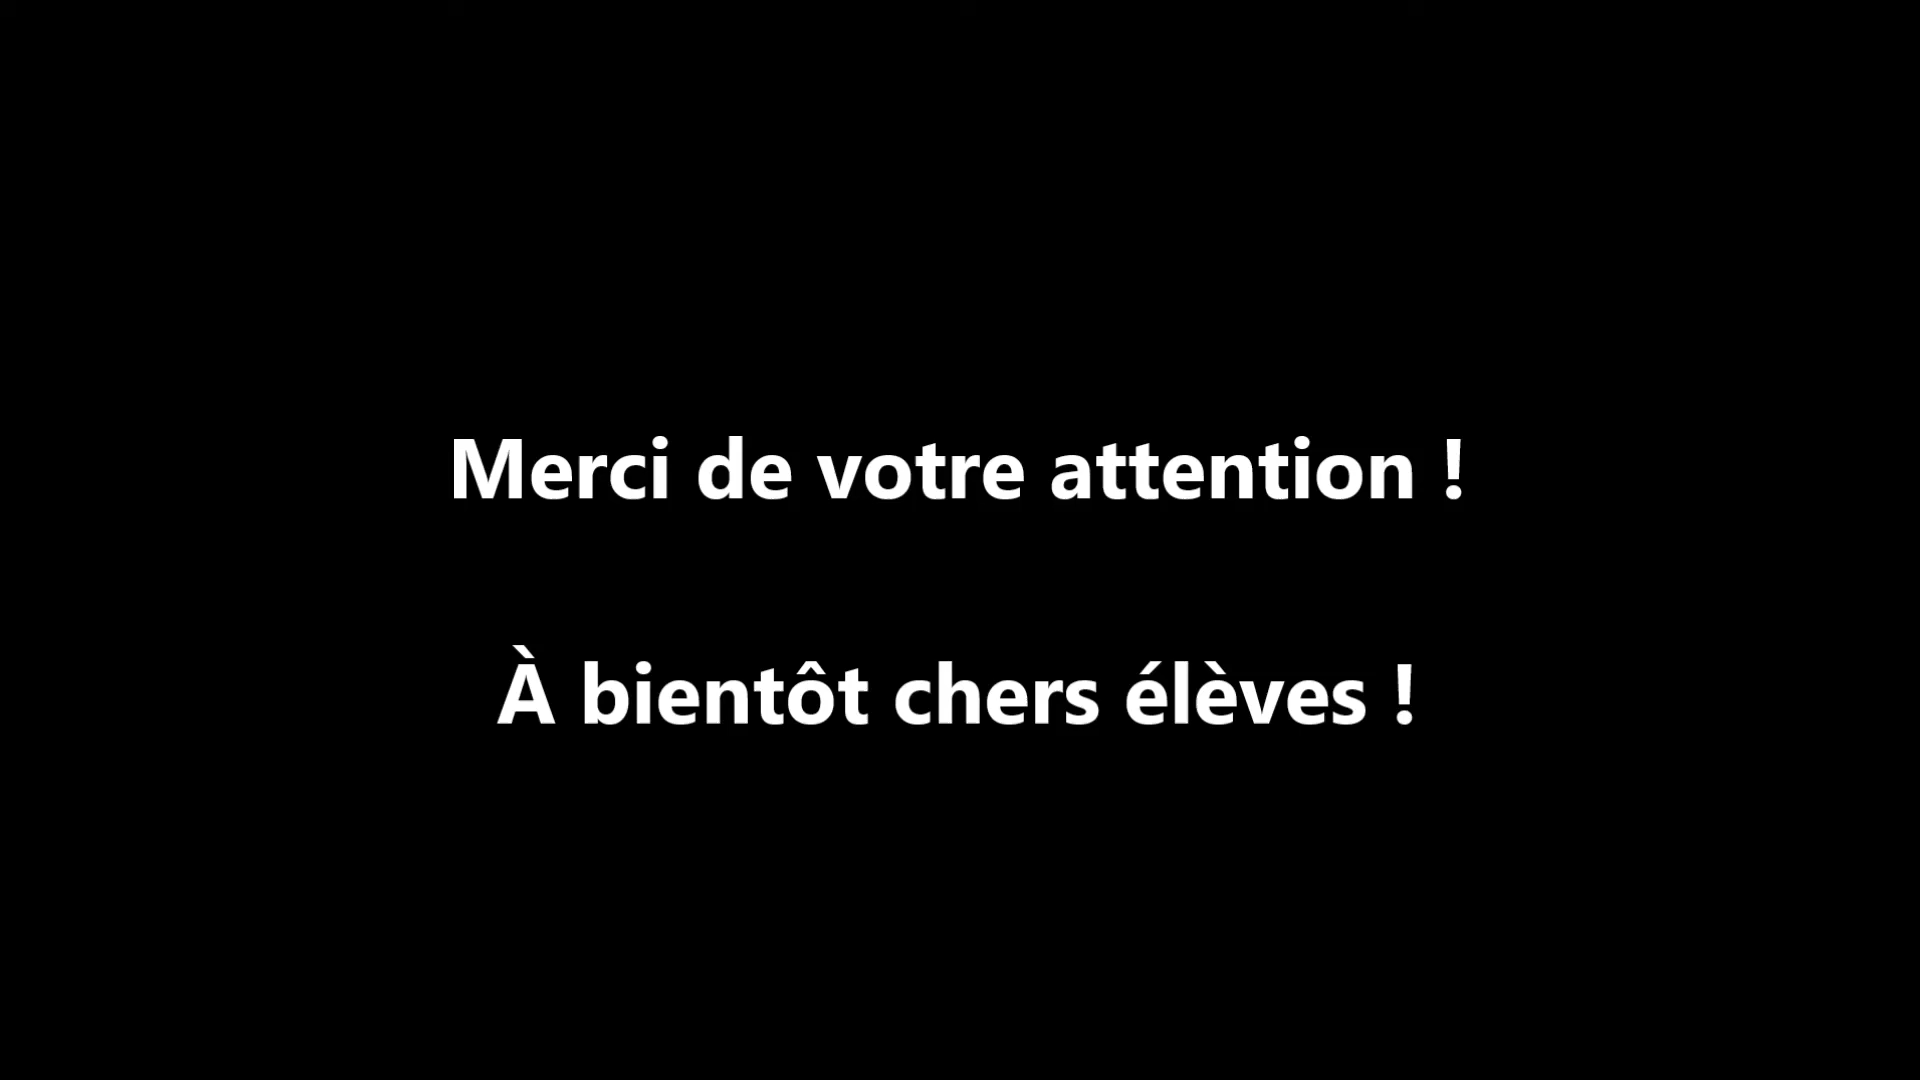 Merci de votre attention !
À bientôt chers élèves !